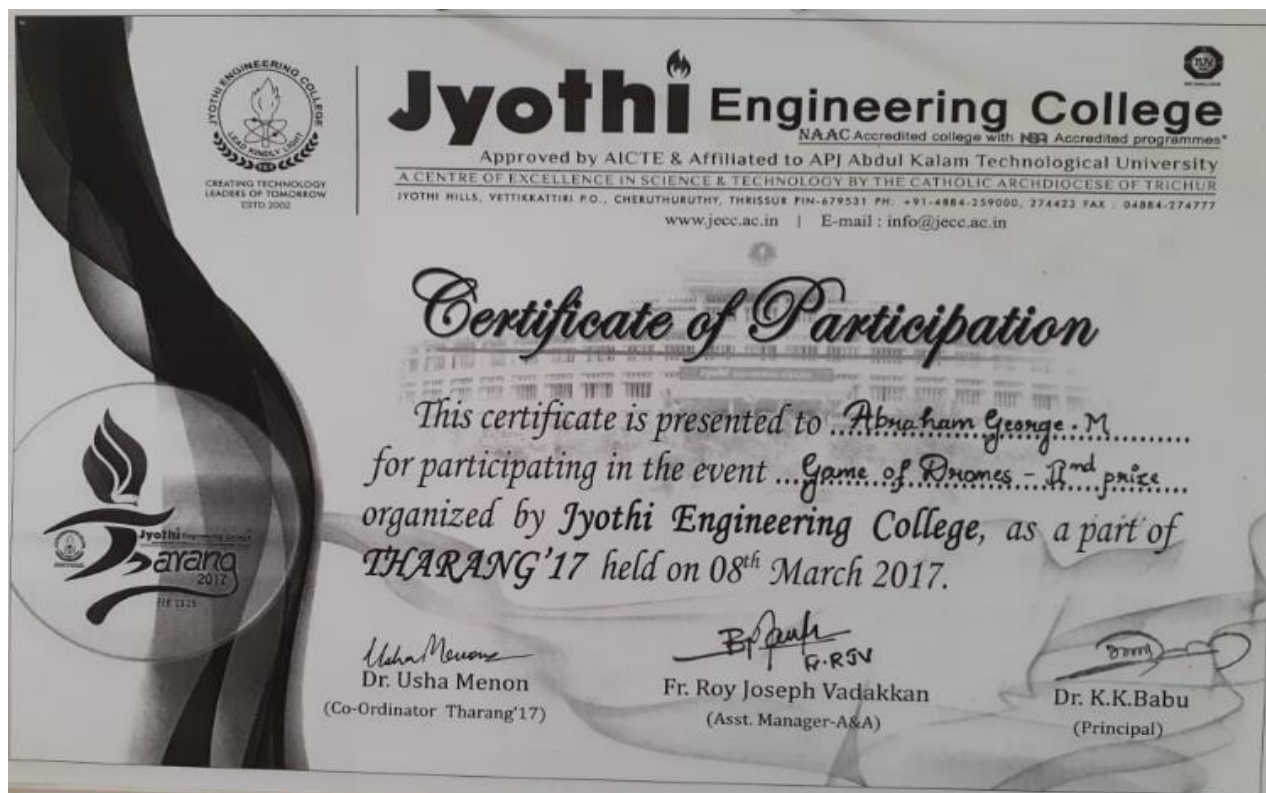 JYOTHI ENGINEERING COLLEGE
LEAD KINDLY LIGHT
CREATING TECHNOLOGY
LEADERS OF TOMORROW
ESTD 2002
Jyothi Engineering College
NAAC Accredited college with NBA Accredited programmes*
Approved by AICTE & Affiliated to APJ Abdul Kalam Technological University
A CENTRE OF EXCELLENCE IN SCIENCE & TECHNOLOGY BY THE CATHOLIC ARCHDIOCESE OF TRICHUR
JYOTHI HILLS, VETTIKKATTIRI P.O., CHERUTHURUTHY, THRISSUR PIN-679531 PH: +91-4884-259000, 274423 FAX : 04884-274777
www.jecc.ac.in | E-mail : info@jecc.ac.in
Certificate of Participation
This certificate is presented to Abraham George . M
for participating in the event Game of Dromes - IInd prize
organized by Jyothi Engineering College, as a part of
THARANG'17 held on 08th March 2017.
Jyothi Engineering College
Tharang
2017
Usha Menon
Dr. Usha Menon
(Co-Ordinator Tharang'17)
Fr. RJV
Fr. Roy Joseph Vadakkan
(Asst. Manager-A&A)
Dr. K.K.Babu
(Principal)